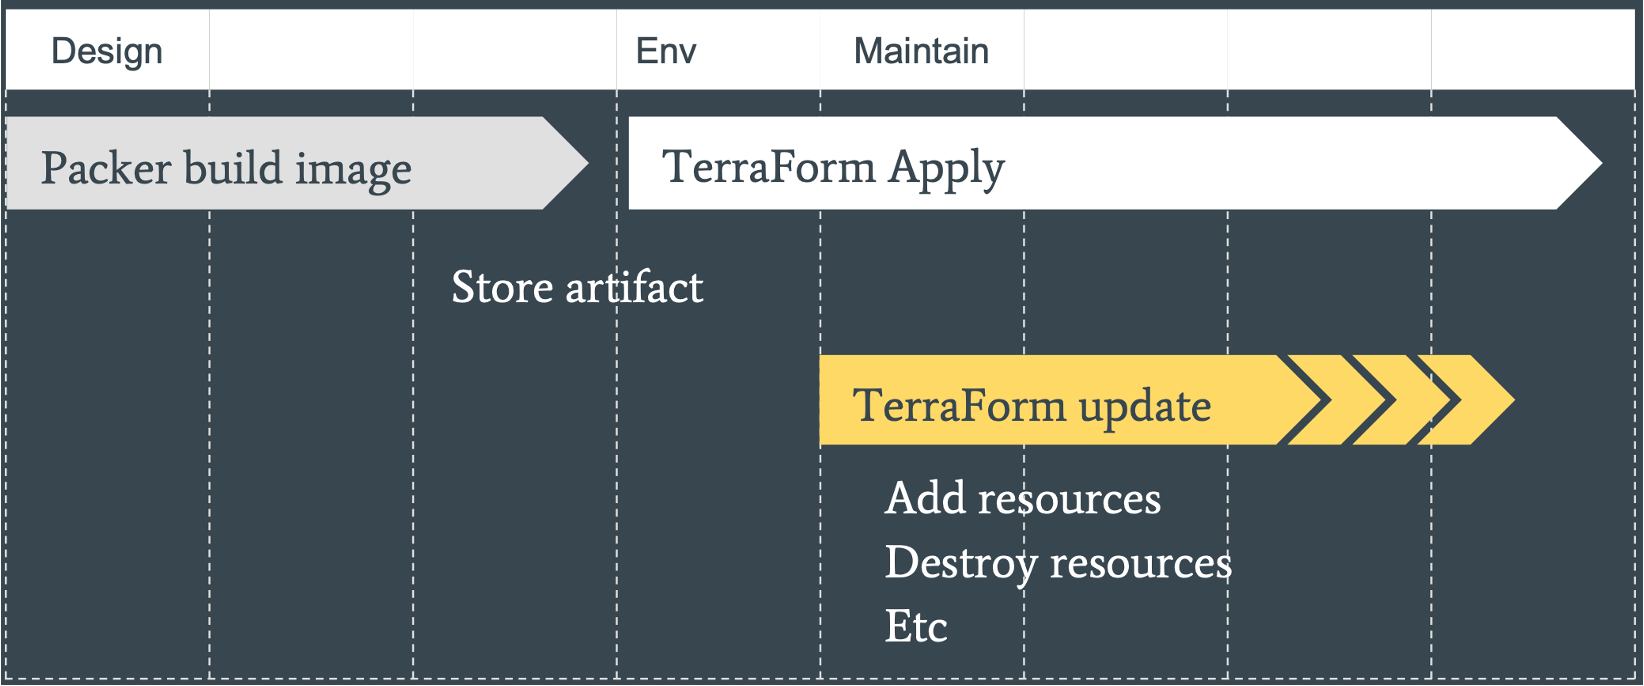 Design Env Maintain
Packer build image TerraForm Apply
Store artifact
TerraForm update
Add resources
Destroy resources
Etc